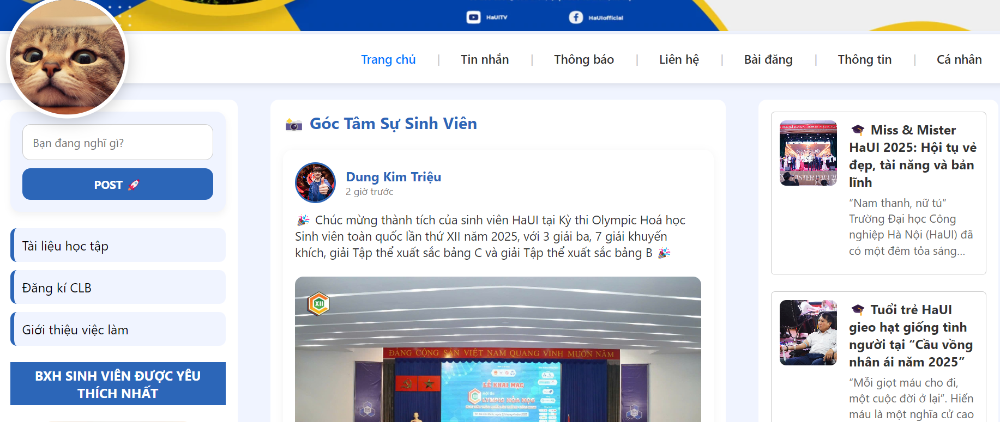 HaUITV
HaUIofficial
Trang chủ | Tin nhắn | Thông báo | Liên hệ | Bài đăng | Thông tin | Cá nhân
Bạn đang nghĩ gì?
POST 🚀
Tài liệu học tập
Đăng kí CLB
Giới thiệu việc làm
BXH SINH VIÊN ĐƯỢC YÊU
THÍCH NHẤT
📸 Góc Tâm Sự Sinh Viên
Dung Kim Triệu
2 giờ trước
🎉 Chúc mừng thành tích của sinh viên HaUI tại Kỳ thi Olympic Hoá học
Sinh viên toàn quốc lần thứ XII năm 2025, với 3 giải ba, 7 giải khuyến
khích, giải Tập thể xuất sắc bảng C và giải Tập thể xuất sắc bảng B 🎉
XII
ĐẢNG CỘNG SẢN VIỆT NAM QUANG VINH MUÔN NĂM
LỄ KHAI MẠC
Hội thi
OLYMPIC HÓA HỌC
BK
BK
🎓 Miss & Mister
HaUI 2025: Hội tụ vẻ
đẹp, tài năng và bản
lĩnh
“Nam thanh, nữ tú”
Trường Đại học Công
nghiệp Hà Nội (HaUI) đã
có một đêm tỏa sáng...
🎓 Tuổi trẻ HaUI
gieo hạt giống tình
người tại “Cầu vồng
nhân ái năm 2025”
“Mỗi giọt máu cho đi,
một cuộc đời ở lại”. Hiến
máu là một nghĩa cử cao